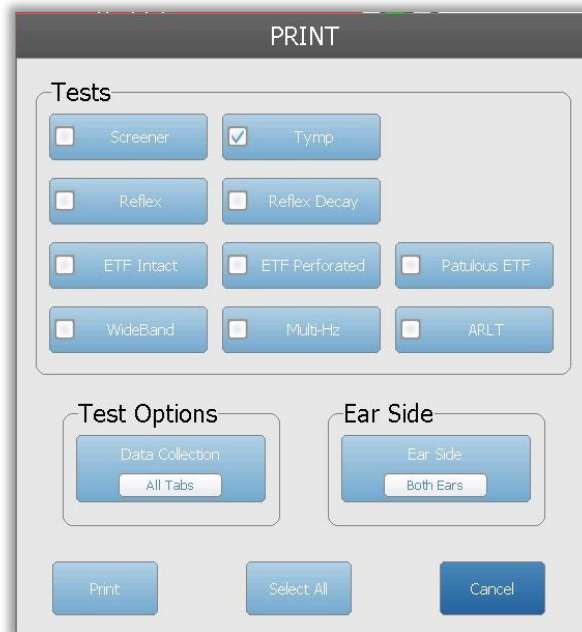 PRINT
Tests
Screener
Tymp
Reflex
Reflex Decay
ETF Intact
ETF Perforated
Patulous ETF
WideBand
Multi-Hz
ARLT
Test Options
Data Collection
All Tabs
Ear Side
Ear Side
Both Ears
Print
Select All
Cancel